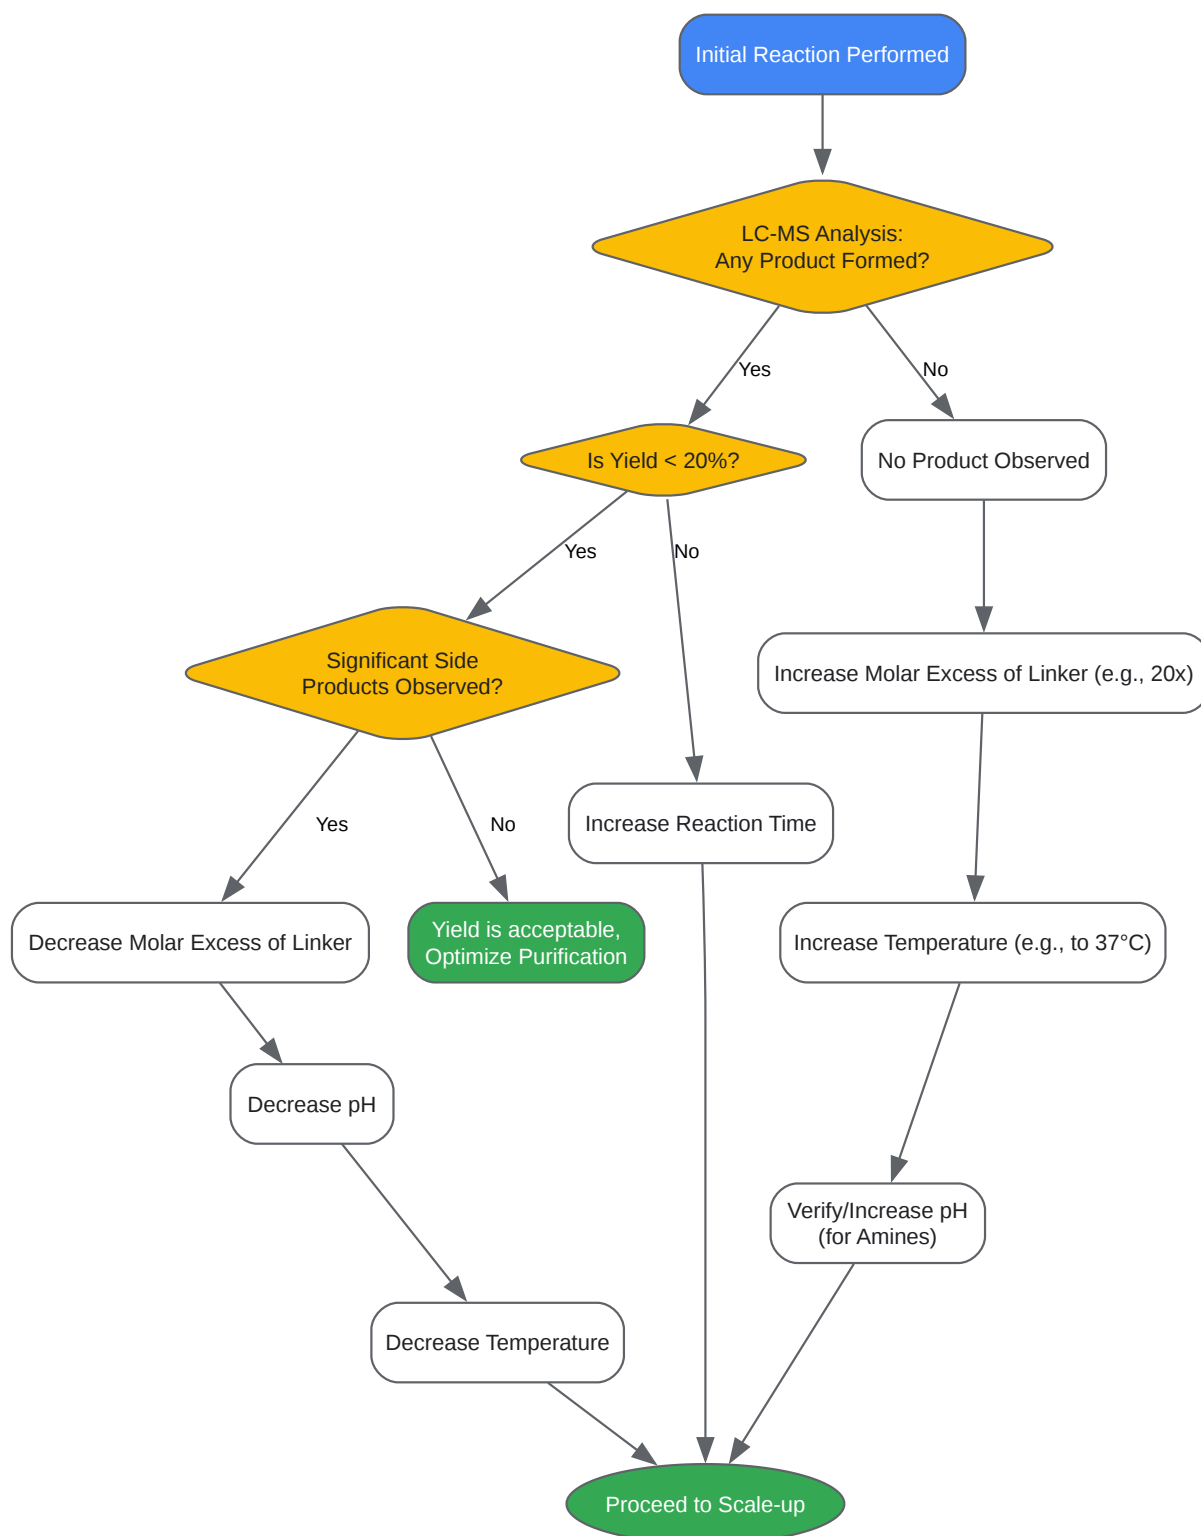 Initial Reaction Performed
LC-MS Analysis:
Any Product Formed?
Yes
No
Is Yield < 20%?
No Product Observed
Yes
No
Significant Side
Products Observed?
Increase Molar Excess of Linker (e.g., 20x)
Yes
No
Increase Reaction Time
Decrease Molar Excess of Linker
Yield is acceptable,
Optimize Purification
Increase Temperature (e.g., to 37°C)
Decrease pH
Verify/Increase pH
(for Amines)
Decrease Temperature
Proceed to Scale-up